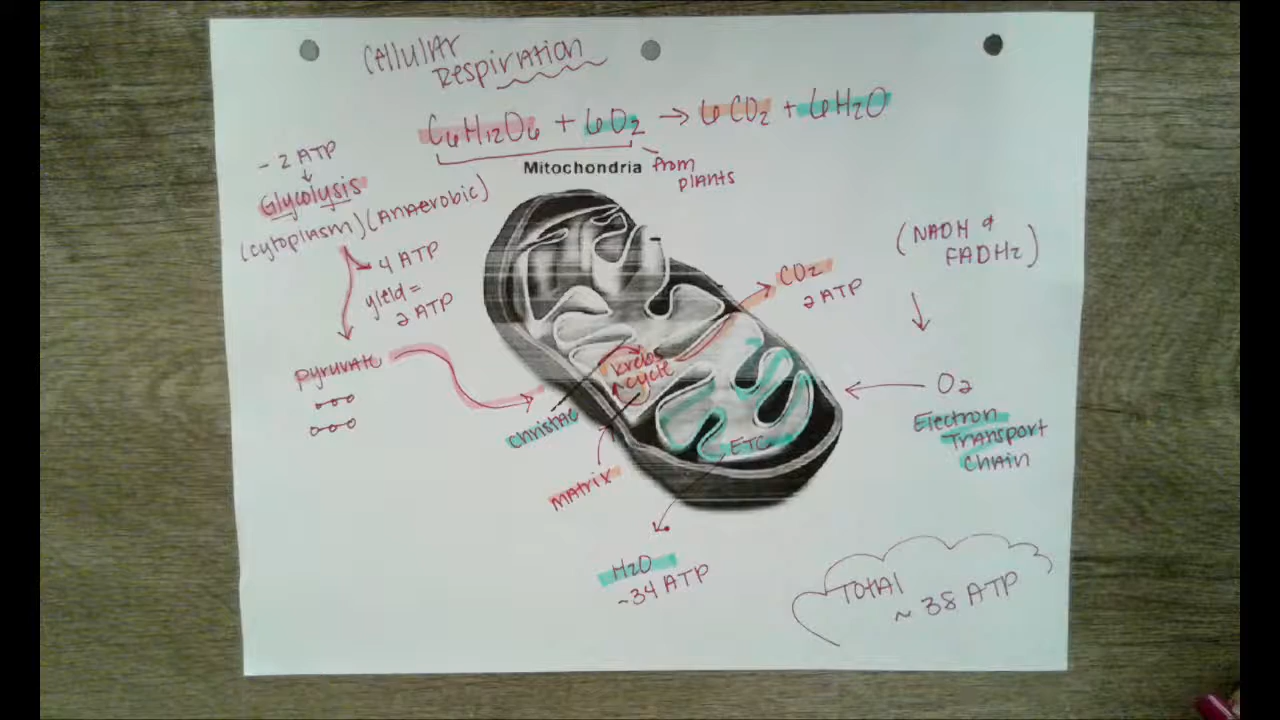 Cellular
Respiration
C6H12O6 + 6O2 → 6CO2 + 6H2O
Mitochondria
from
plants
- 2 ATP
Glycolysis
(cytoplasm) (Anaerobic)
4 ATP
yield =
2 ATP
pyruvate
(NADH &
FADH2)
CO2
2 ATP
Krebs
cycle
christae
matrix
ETC
O2
Electron
Transport
Chain
H2O
~34 ATP
Total
~ 38 ATP